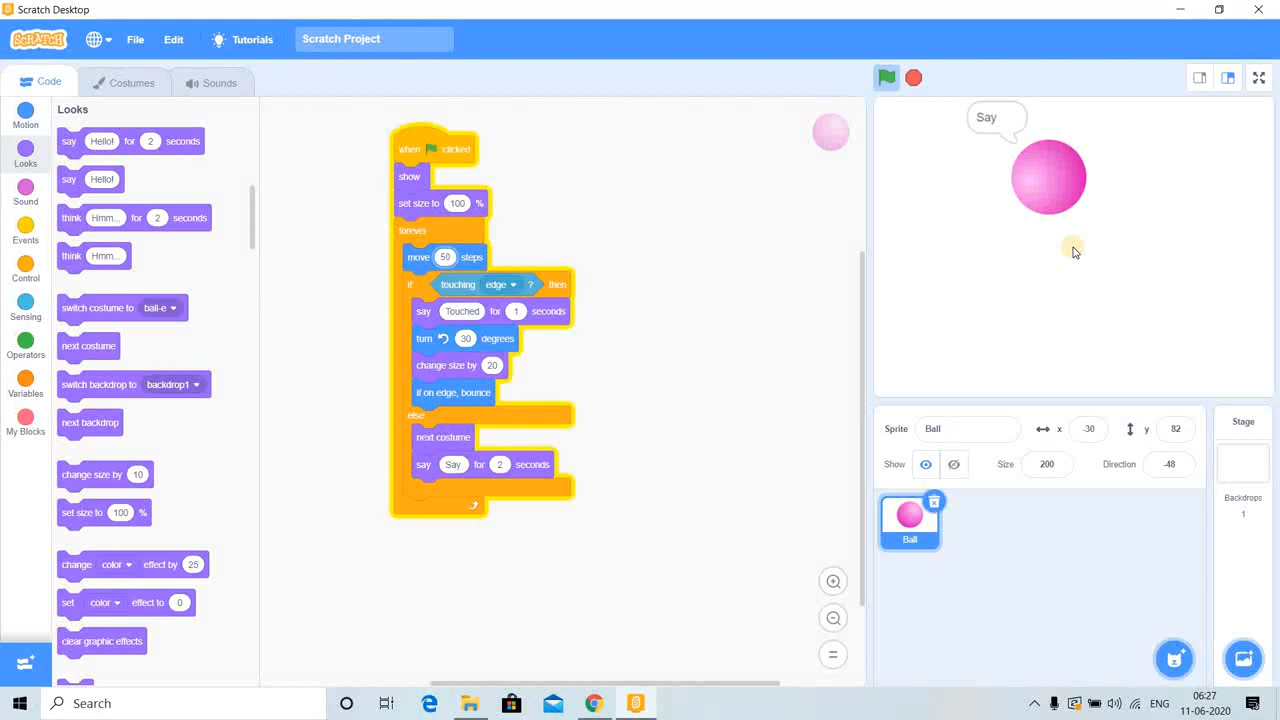 Scratch Desktop
SCRATCH
File
Edit
Tutorials
Scratch Project
Code
Costumes
Sounds
Motion
Looks
Sound
Events
Control
Sensing
Operators
Variables
My Blocks
Looks
say Hello! for 2 seconds
say Hello!
think Hmm... for 2 seconds
think Hmm...
switch costume to ball-e
next costume
switch backdrop to backdrop1
next backdrop
change size by 10
set size to 100 %
change color effect by 25
set color effect to 0
clear graphic effects
when clicked
show
set size to 100 %
forever
move 50 steps
if touching edge ? then
say Touched for 1 seconds
turn 30 degrees
change size by 20
if on edge, bounce
else
next costume
say Say for 2 seconds
Say
Sprite Ball x -30 y 82
Show Size 200 Direction -48
Ball
Stage
Backdrops
1
Search
ENG
06:27
11-06-2020